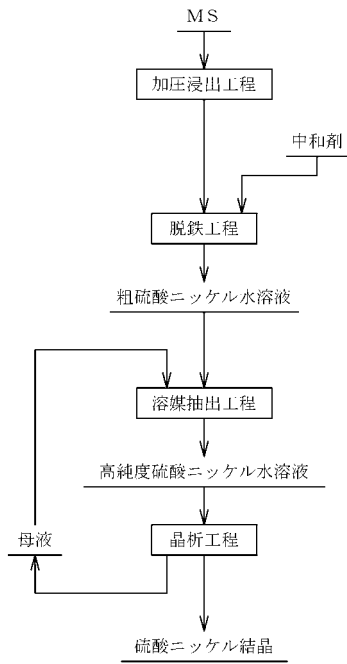 ＭＳ
加圧浸出工程
中和剤
脱鉄工程
粗硫酸ニッケル水溶液
溶媒抽出工程
高純度硫酸ニッケル水溶液
母液
晶析工程
硫酸ニッケル結晶